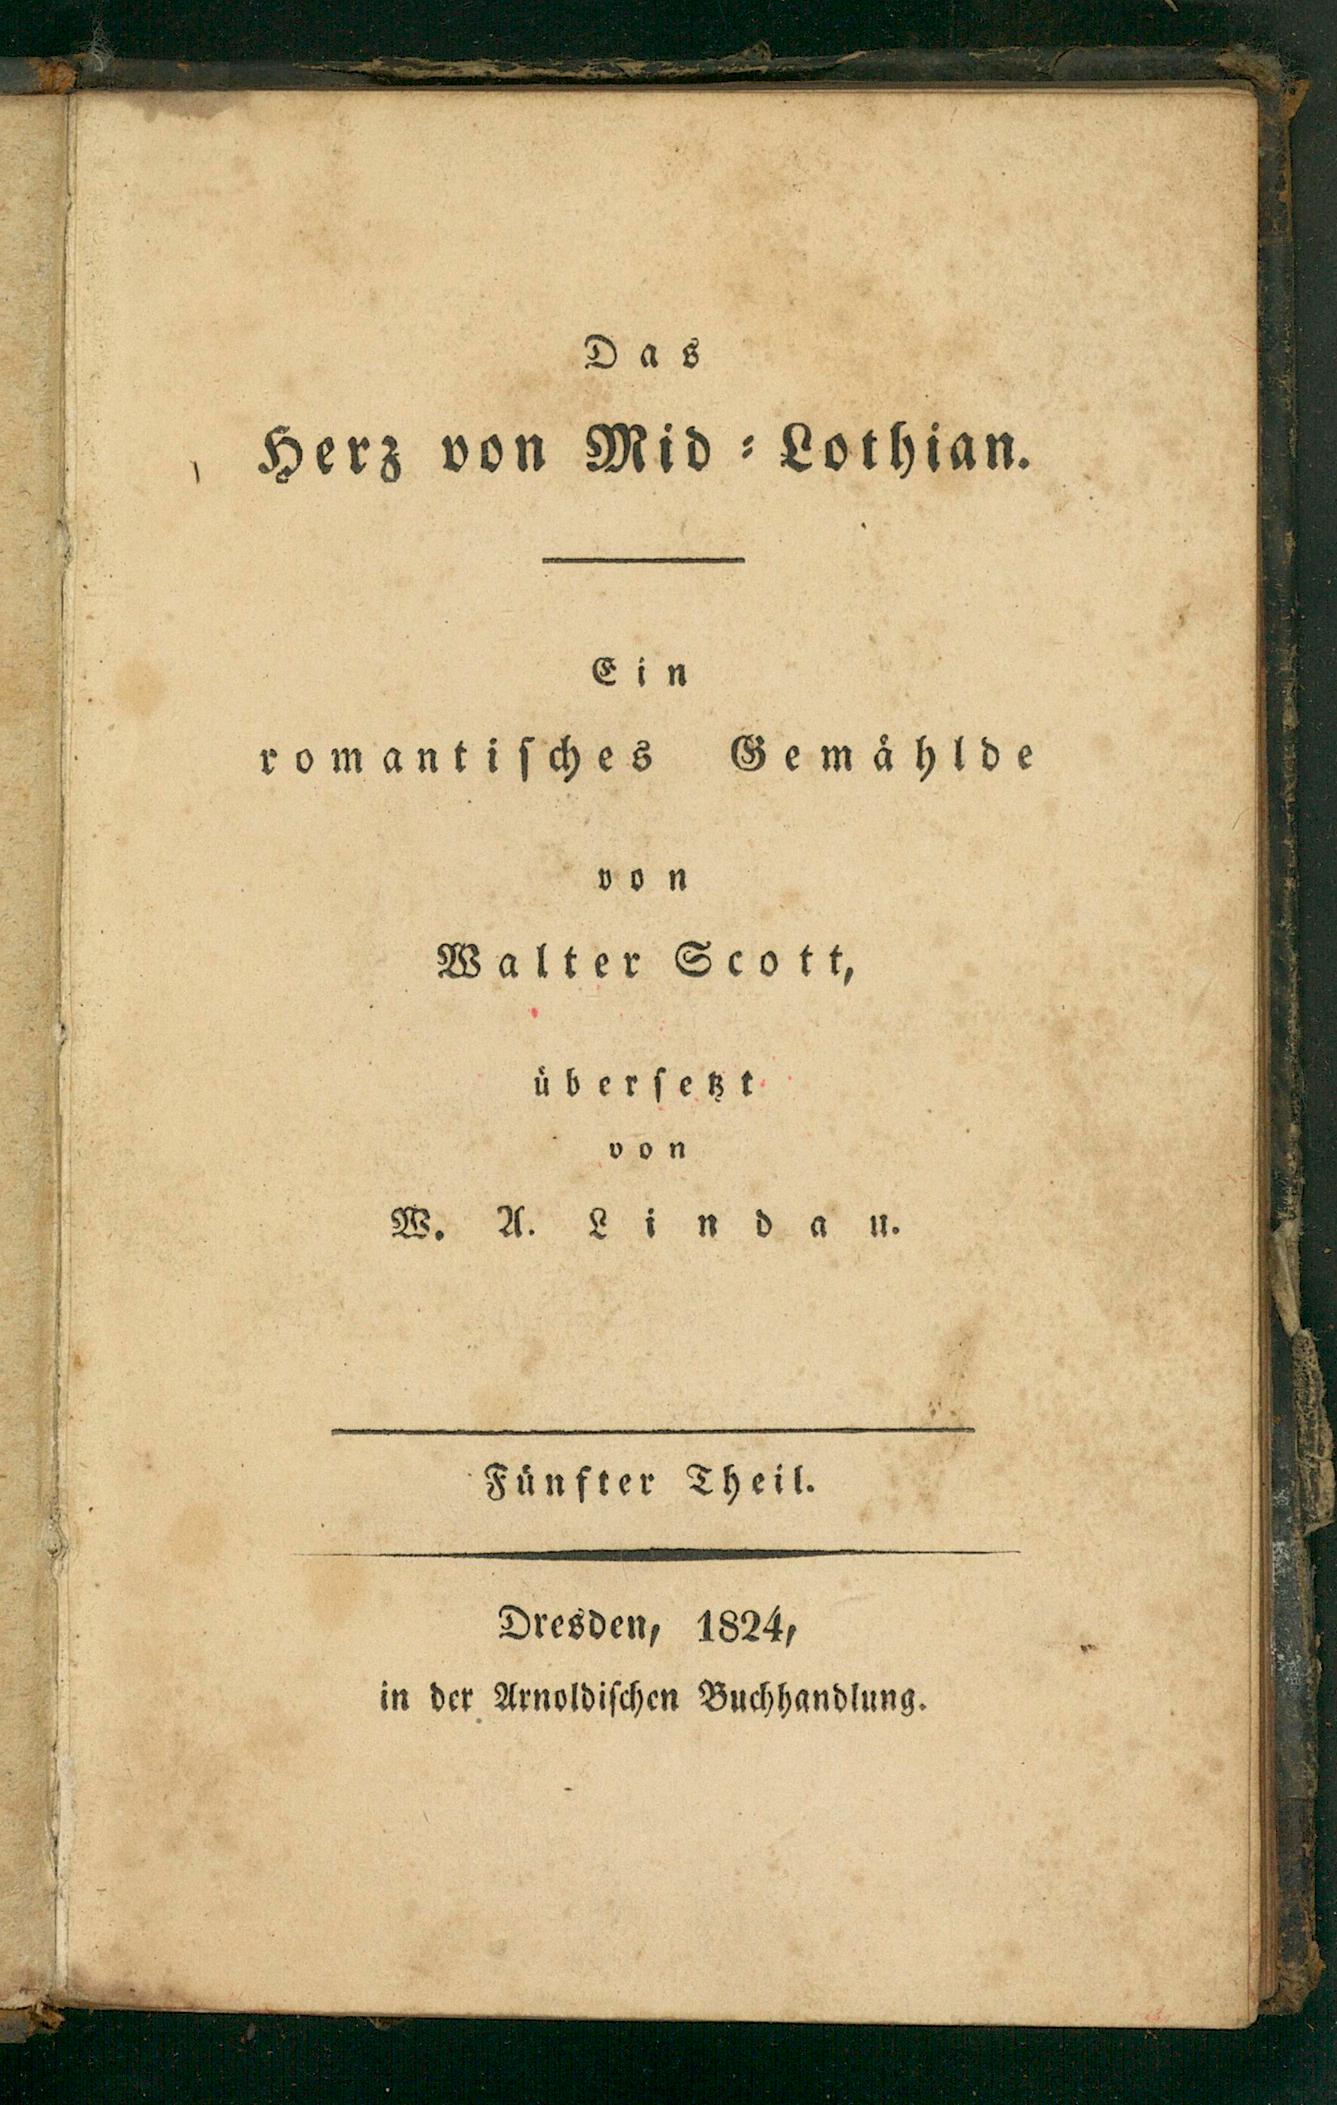 Das
Herz von Mid-Lothian.
Ein
romantisches Gemählde
von
Walter Scott,
übersetzt
von
W. A. Lindau.
Fünfter Theil.
Dresden, 1824,
in der Arnoldischen Buchhandlung.